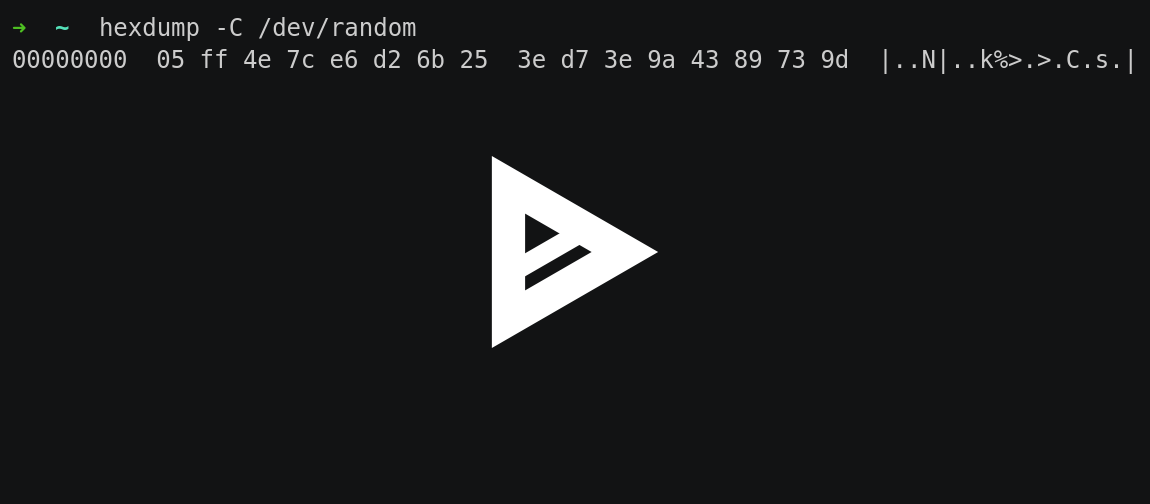 ➜  ~  hexdump -C /dev/random
00000000  05 ff 4e 7c e6 d2 6b 25  3e d7 3e 9a 43 89 73 9d  |..N|..k%>.>.C.s.|